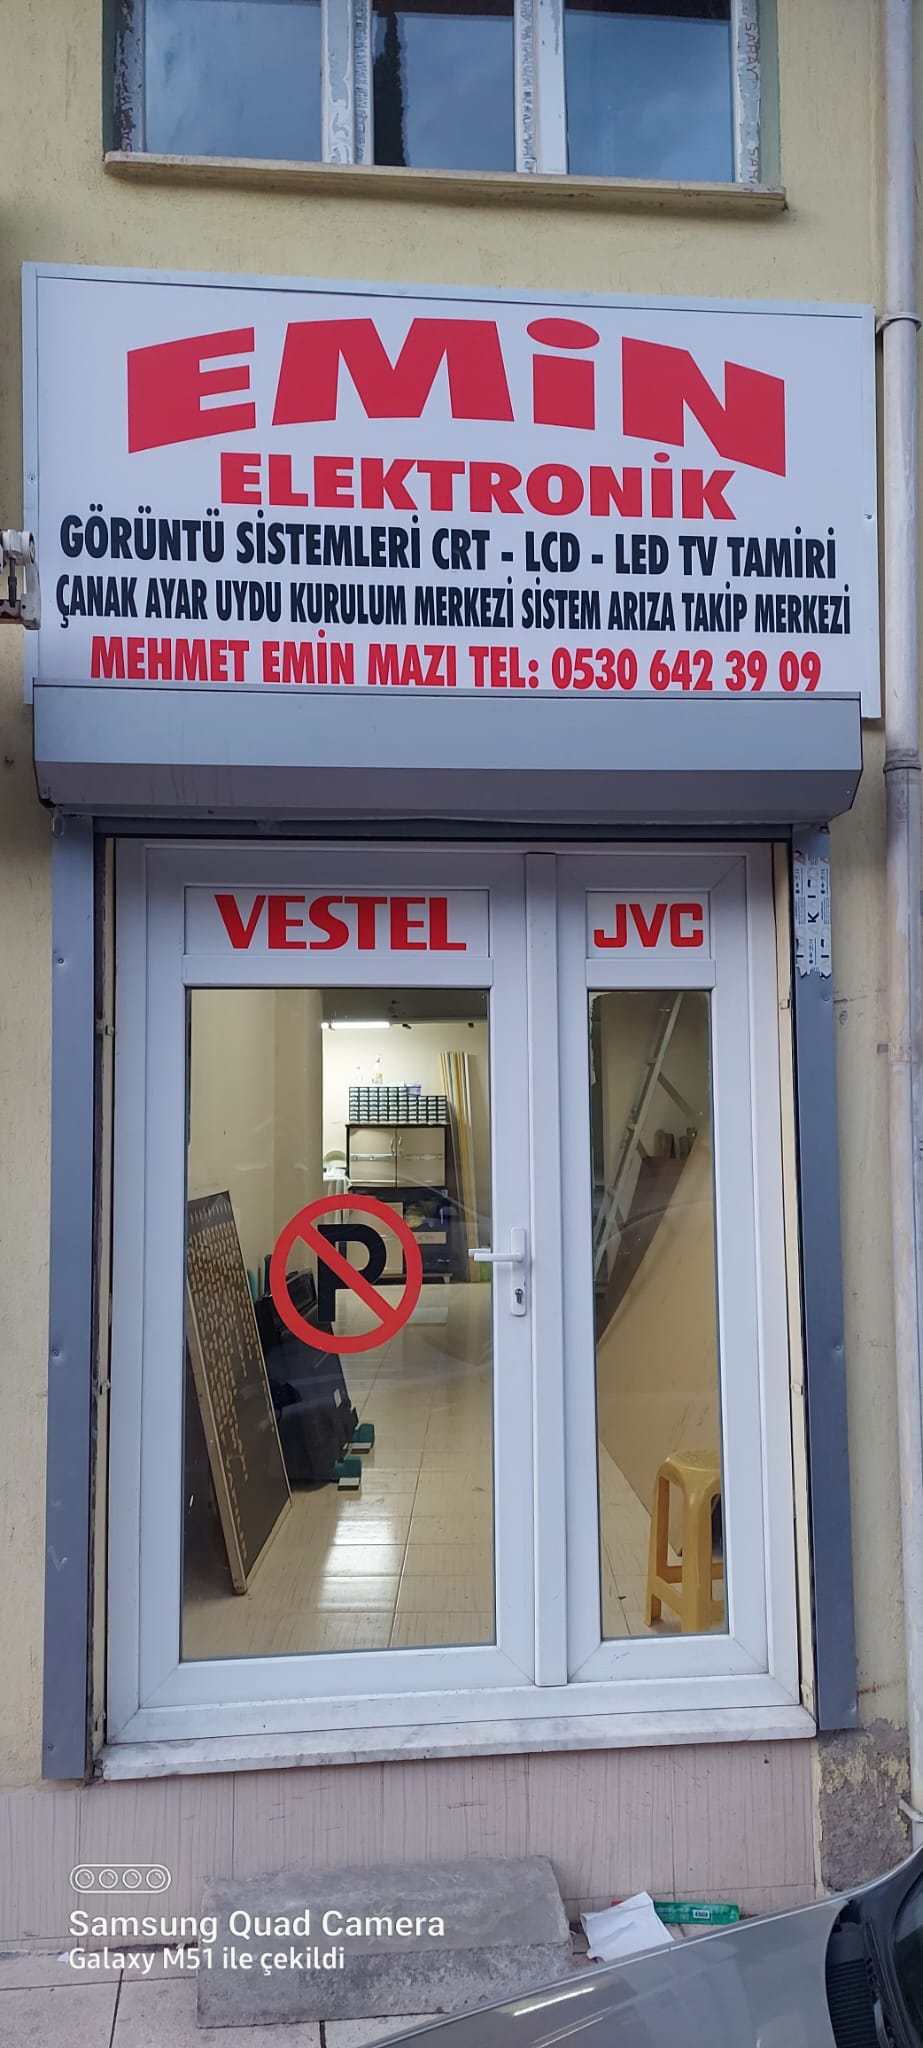 EMİN
ELEKTRONİK
GÖRÜNTÜ SİSTEMLERİ CRT - LCD - LED TV TAMİRİ
ÇANAK AYAR UYDU KURULUM MERKEZİ SİSTEM ARIZA TAKİP MERKEZİ
MEHMET EMİN MAZI TEL: 0530 642 39 09
VESTEL
JVC
P
Samsung Quad Camera
Galaxy M51 ile çekildi